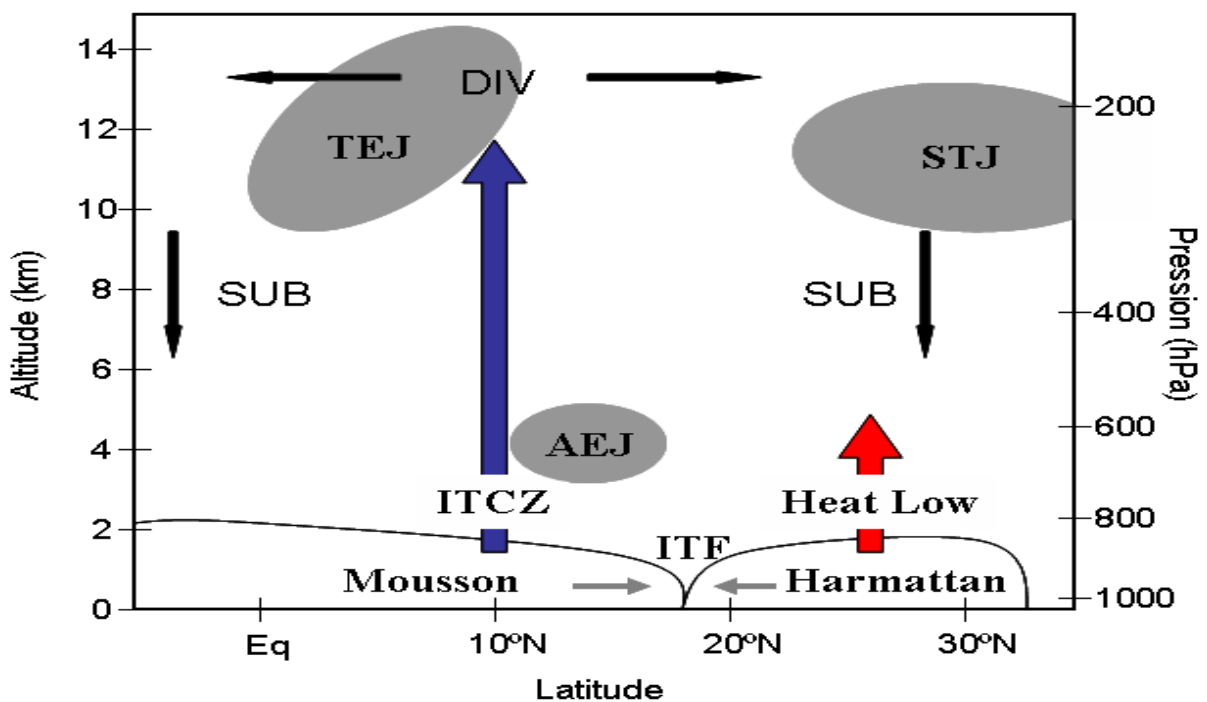 14
12
10
8
6
4
2
0
Altitude (km)
DIV
TEJ
STJ
SUB
SUB
AEJ
ITCZ
Heat Low
ITF
Mousson
Harmattan
200
400
600
800
1000
Pression (hPa)
Eq
10ºN
20ºN
30ºN
Latitude